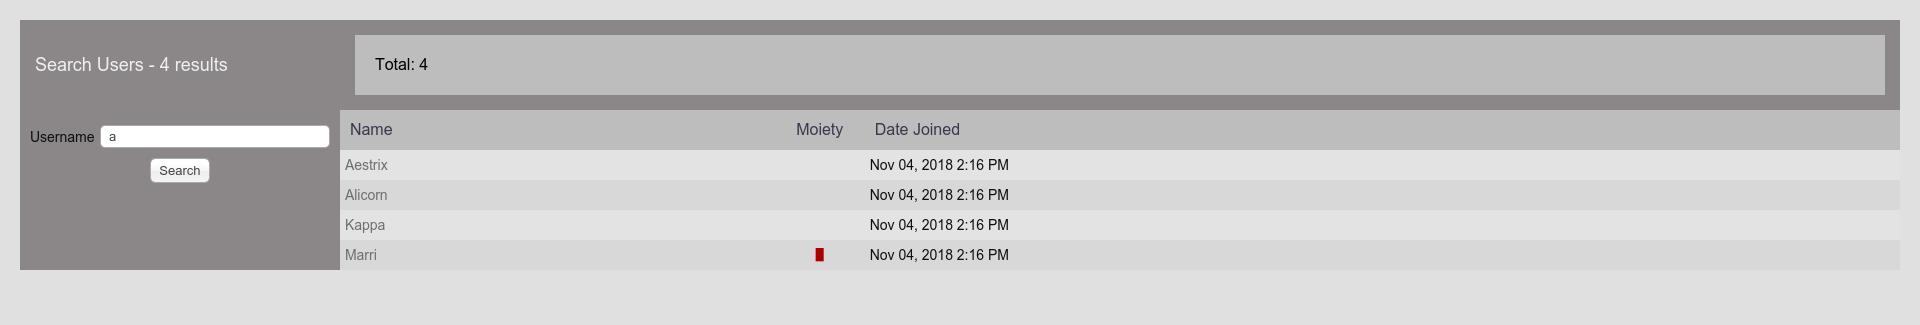 Search Users - 4 results
Total: 4
Username a
Search
Name Moiety Date Joined
Aestrix Nov 04, 2018 2:16 PM
Alicorn Nov 04, 2018 2:16 PM
Kappa Nov 04, 2018 2:16 PM
Marri Nov 04, 2018 2:16 PM